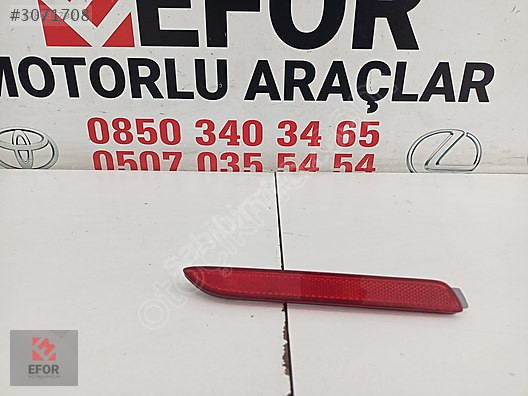 #3071708
EFOR
MOTORLU ARAÇLAR
0850 340 34 65
0507 035 54 54
EFOR